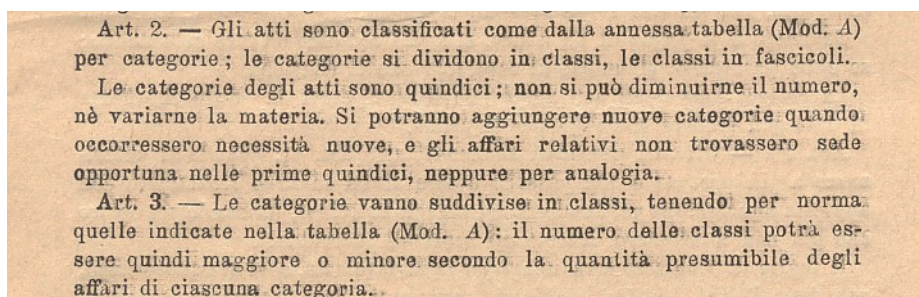 Art. 2. — Gli atti sono classificati come dalla annessa tabella (Mod. A)
per categorie; le categorie si dividono in classi, le classi in fascicoli.
Le categorie degli atti sono quindici; non si può diminuirne il numero,
nè variarne la materia. Si potranno aggiungere nuove categorie quando
occorressero necessità nuove, e gli affari relativi non trovassero sede
opportuna nelle prime quindici, neppure per analogia.
Art. 3. — Le categorie vanno suddivise in classi, tenendo per norma
quelle indicate nella tabella (Mod. A): il numero delle classi potrà es-
sere quindi maggiore o minore secondo la quantità presumibile degli
affari di ciascuna categoria.